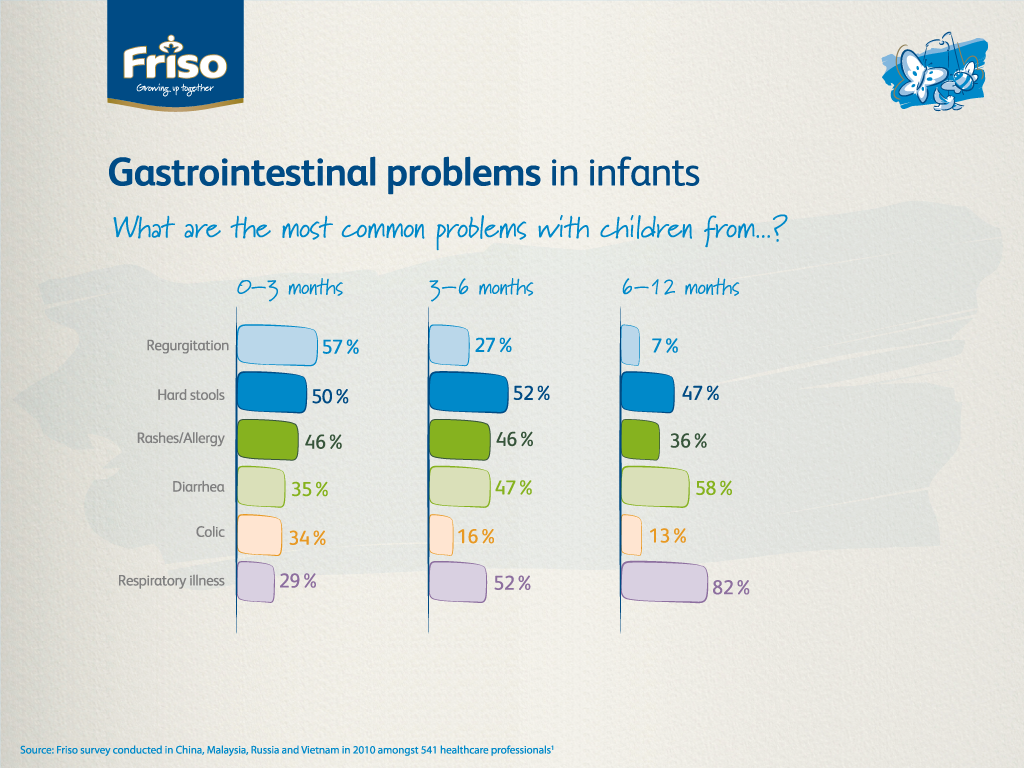 Friso
Growing up together
Gastrointestinal problems in infants
What are the most common problems with children from...?
0–3 months 3–6 months 6–12 months
Regurgitation 57 % 27 % 7 %
Hard stools 50 % 52 % 47 %
Rashes/Allergy 46 % 46 % 36 %
Diarrhea 35 % 47 % 58 %
Colic 34 % 16 % 13 %
Respiratory illness 29 % 52 % 82 %
Source: Friso survey conducted in China, Malaysia, Russia and Vietnam in 2010 amongst 541 healthcare professionals¹